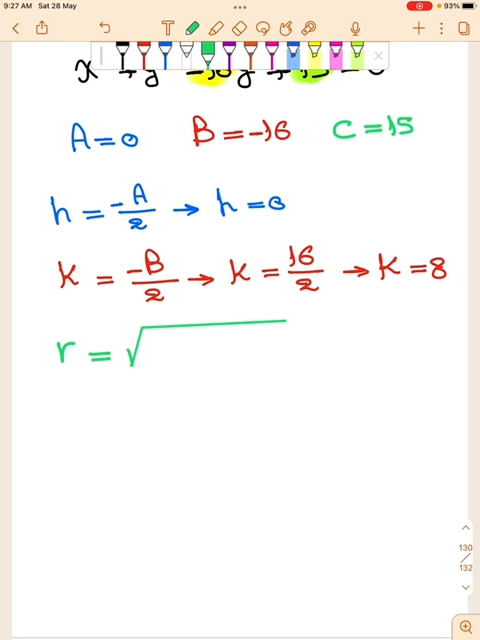 9:27 AM Sat 28 May
93%
A = 0 B = -16 C = 15
h = -A/2 → h = 0
K = -B/2 → K = 16/2 → K = 8
r = √
130
/
132